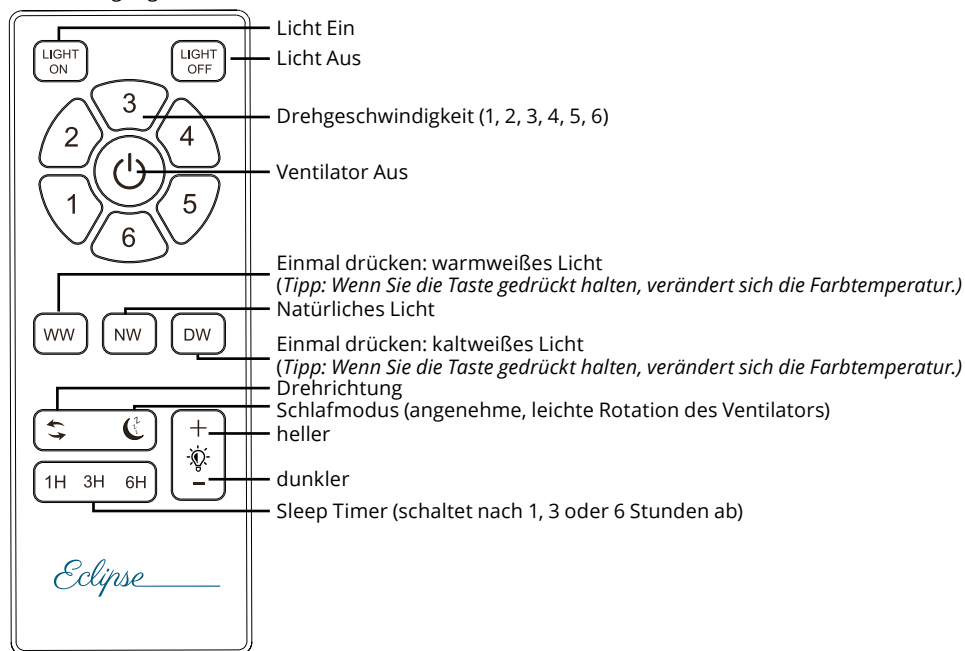 Licht Ein
LIGHT ON
LIGHT OFF
Licht Aus
3
Drehgeschwindigkeit (1, 2, 3, 4, 5, 6)
2
4
Ventilator Aus
1
5
6
Einmal drücken: warmweißes Licht
(Tipp: Wenn Sie die Taste gedrückt halten, verändert sich die Farbtemperatur.)
Natürliches Licht
WW NW DW
Einmal drücken: kaltweißes Licht
(Tipp: Wenn Sie die Taste gedrückt halten, verändert sich die Farbtemperatur.)
Drehrichtung
Schlafmodus (angenehme, leichte Rotation des Ventilators)
+
heller
-
dunkler
1H 3H 6H
Sleep Timer (schaltet nach 1, 3 oder 6 Stunden ab)
Eclipse